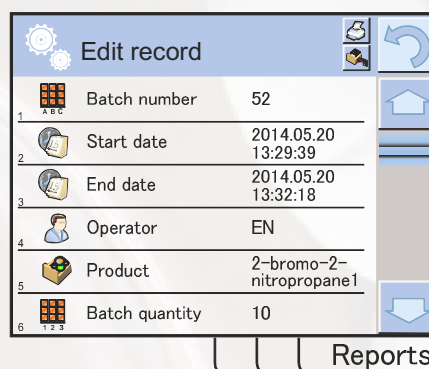 Edit record
1 A B C Batch number 52
2 Start date 2014.05.20
13:29:39
3 End date 2014.05.20
13:32:18
4 Operator EN
5 Product 2-bromo-2-
nitropropane1
6 1 2 3 Batch quantity 10
Reports